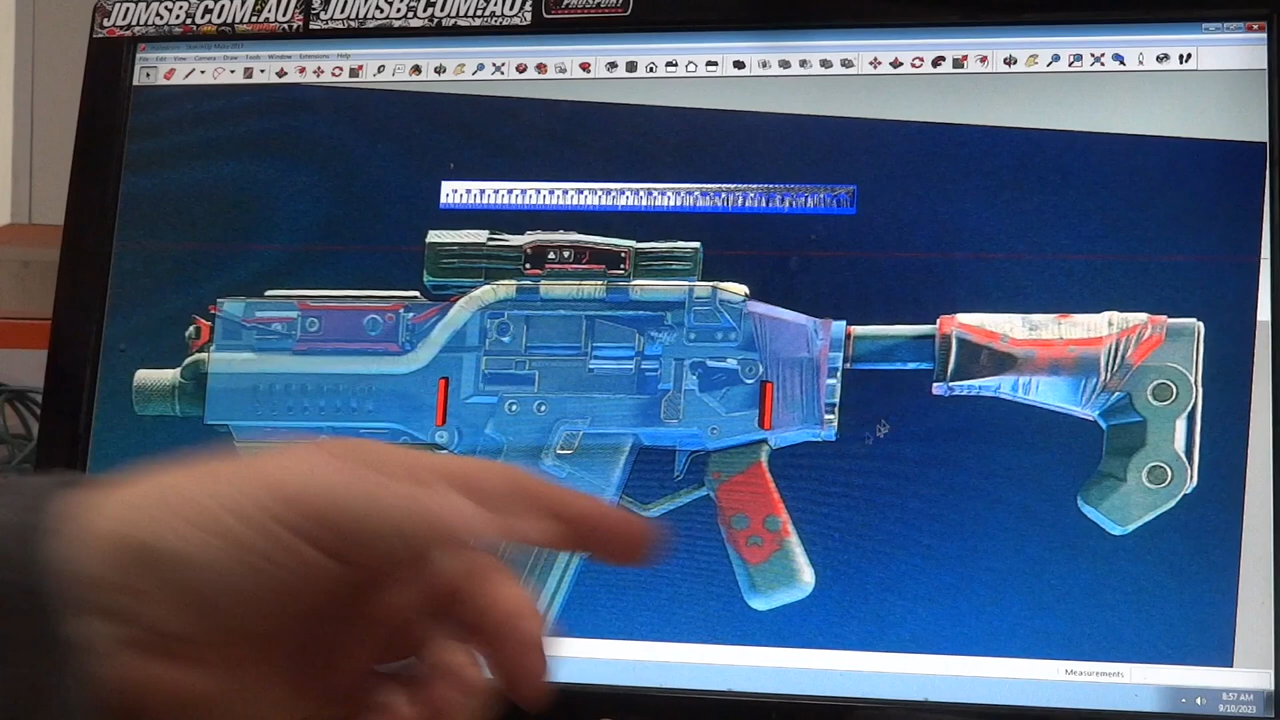 JDMSB.COM.AU
JDMSB.COM.AU
PROSPORT
File Edit View Camera Draw Tools Window Extensions Help
Measurements
8:57 AM
9/10/2023